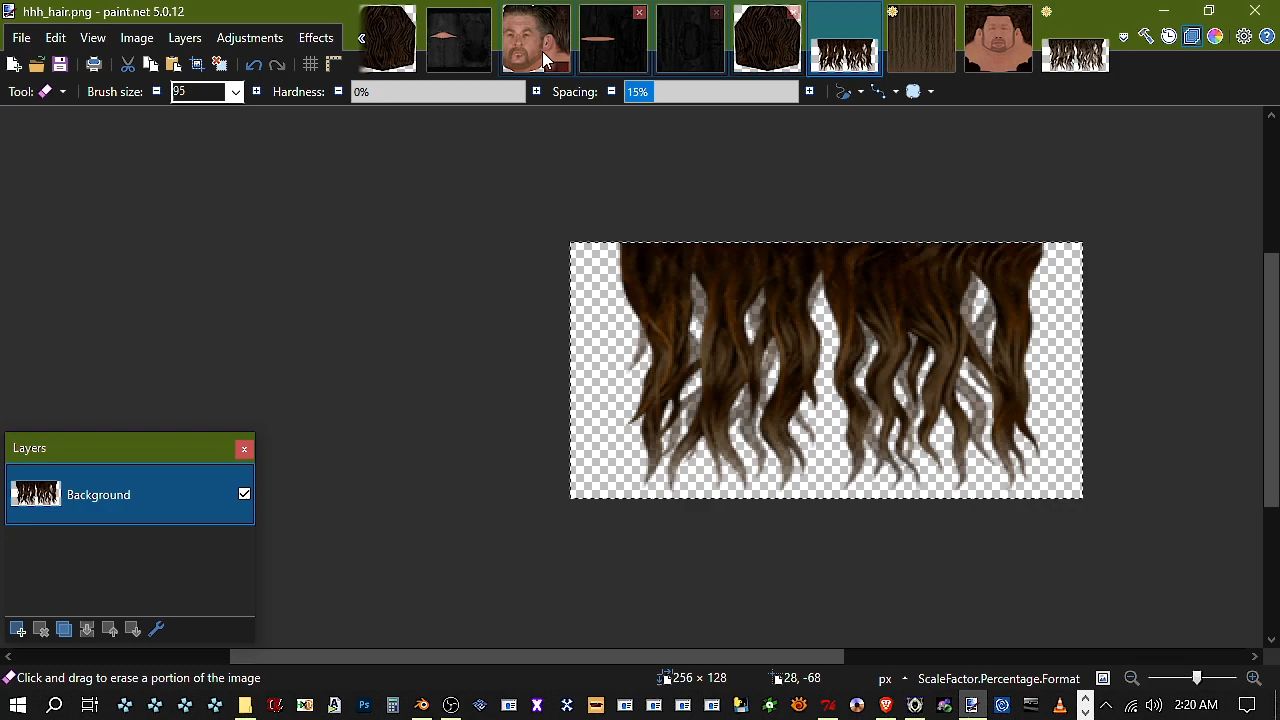 hhh_hair.png - paint.net 5.0.12
File Edit View Image Layers Adjustments Effects
Tool: Brush size: 95 Hardness: 0% Spacing: 15%
Layers
Background
Click and drag to erase a portion of the image
256 × 128
28, -68
px
ScaleFactor.Percentage.Format
2:20 AM